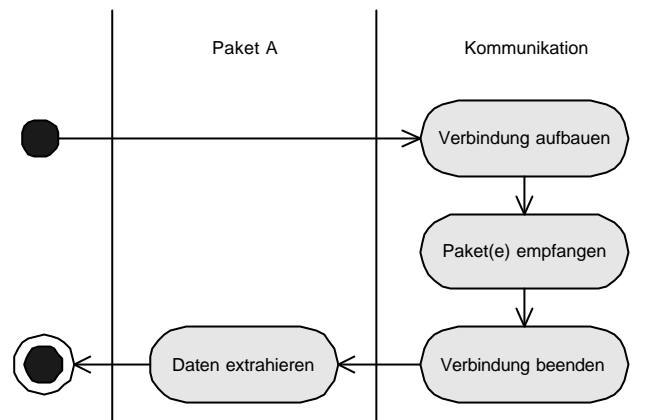 Paket A
Kommunikation
Verbindung aufbauen
Paket(e) empfangen
Daten extrahieren
Verbindung beenden